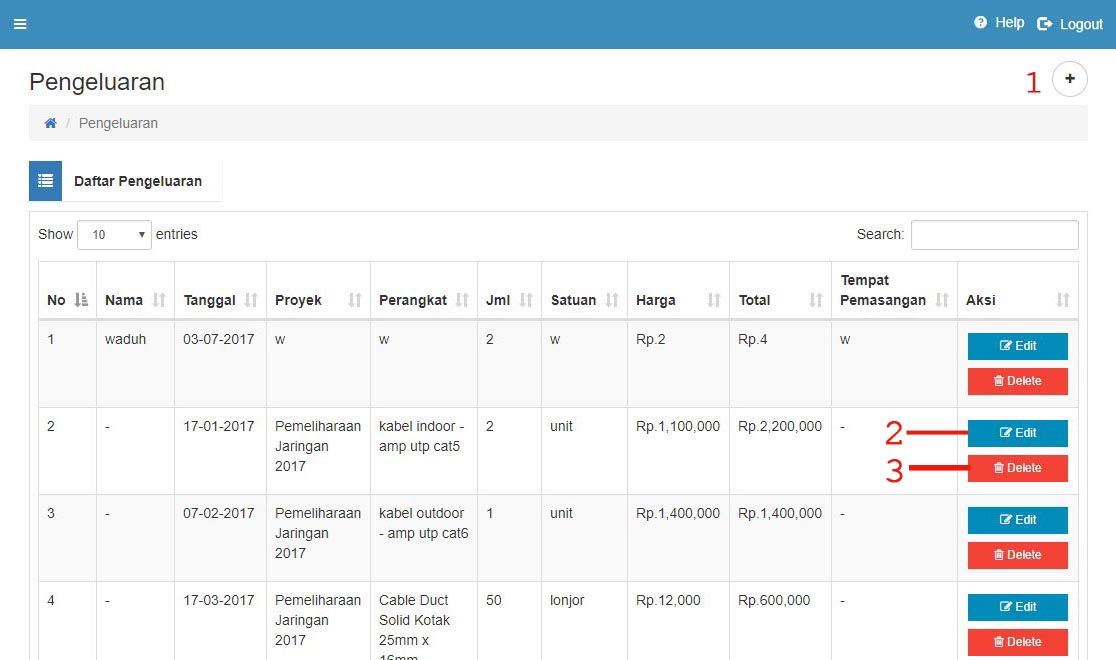 Help Logout
Pengeluaran
1 +
/ Pengeluaran
Daftar Pengeluaran
Show 10 entries Search:
Tempat
No Nama Tanggal Proyek Perangkat Jml Satuan Harga Total Pemasangan Aksi
1 waduh 03-07-2017 w w 2 w Rp.2 Rp.4 w Edit
Delete
2 - 17-01-2017 Pemeliharaan kabel indoor - 2 unit Rp.1,100,000 Rp.2,200,000 - 2 Edit
Jaringan amp utp cat5
2017 3 Delete
3 - 07-02-2017 Pemeliharaan kabel outdoor 1 unit Rp.1,400,000 Rp.1,400,000 - Edit
Jaringan - amp utp cat6
2017 Delete
4 - 17-03-2017 Pemeliharaan Cable Duct 50 lonjor Rp.12,000 Rp.600,000 - Edit
Jaringan Solid Kotak
2017 25mm x Delete
16mm